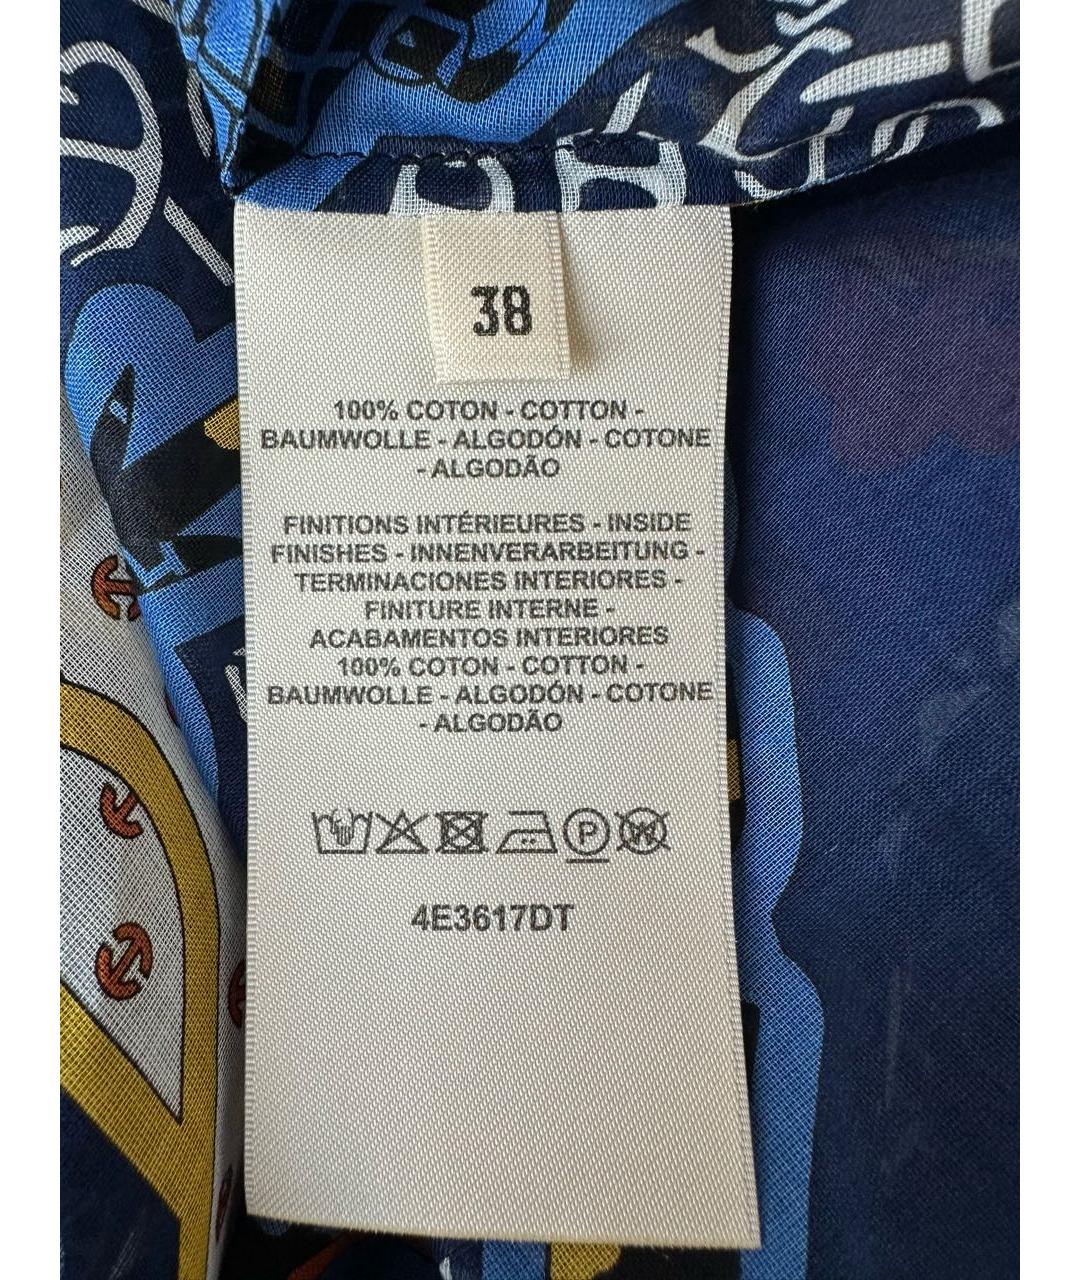 38
100% COTON - COTTON -
BAUMWOLLE - ALGODÓN - COTONE
- ALGODÃO
FINITIONS INTÉRIEURES - INSIDE
FINISHES - INNENVERARBEITUNG -
TERMINACIONES INTERIORES -
FINITURE INTERNE -
ACABAMENTOS INTERIORES
100% COTON - COTTON -
BAUMWOLLE - ALGODÓN - COTONE
- ALGODÃO
P W
4E3617DT